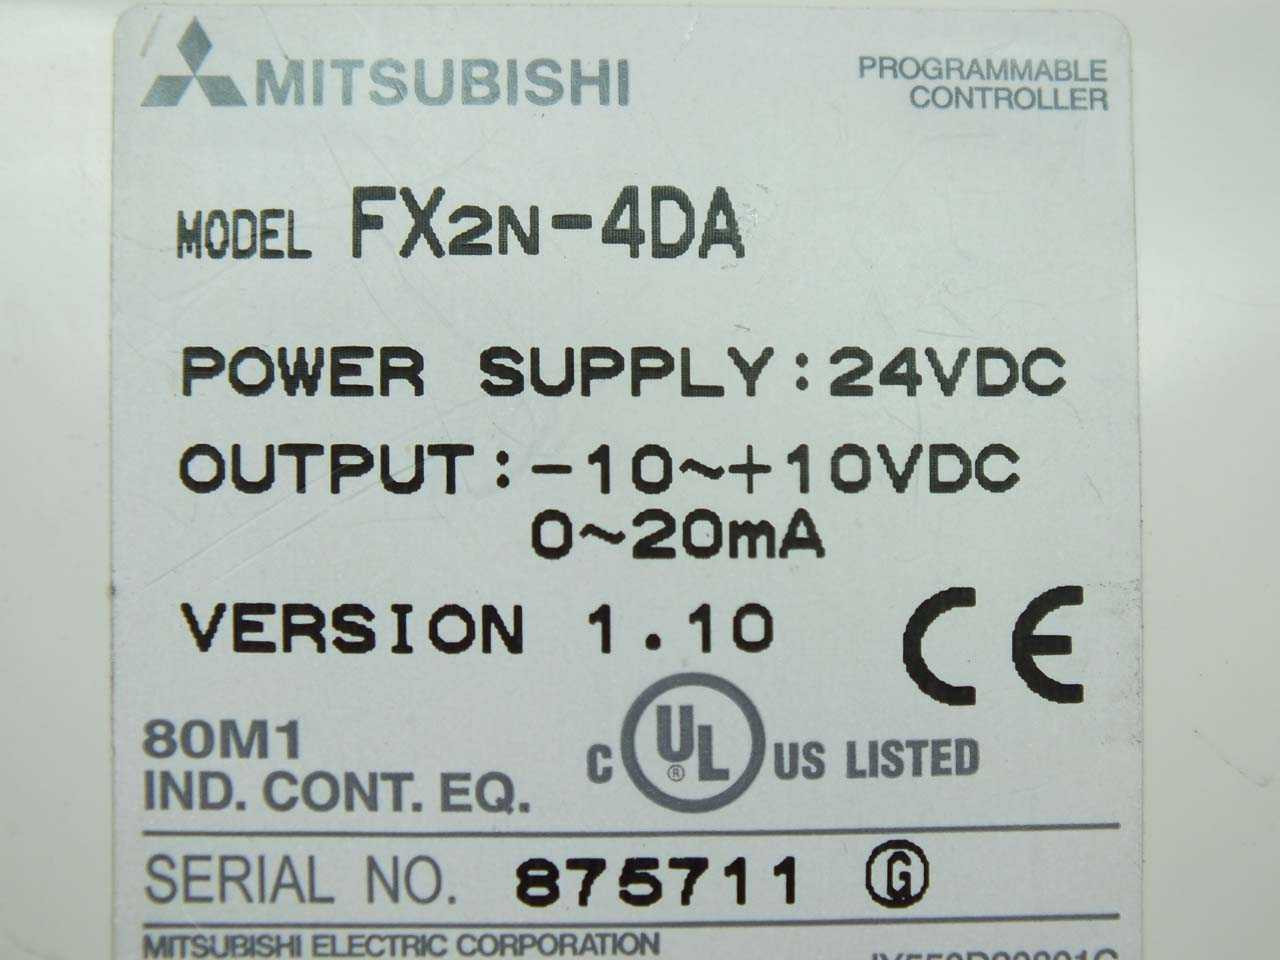 MITSUBISHI
PROGRAMMABLE
CONTROLLER
MODEL FX2N-4DA
POWER SUPPLY:24VDC
OUTPUT:-10~+10VDC
0~20mA
VERSION 1.10
CE
80M1
IND. CONT. EQ.
C UL ® US LISTED
SERIAL NO. 875711 G
MITSUBISHI ELECTRIC CORPORATION